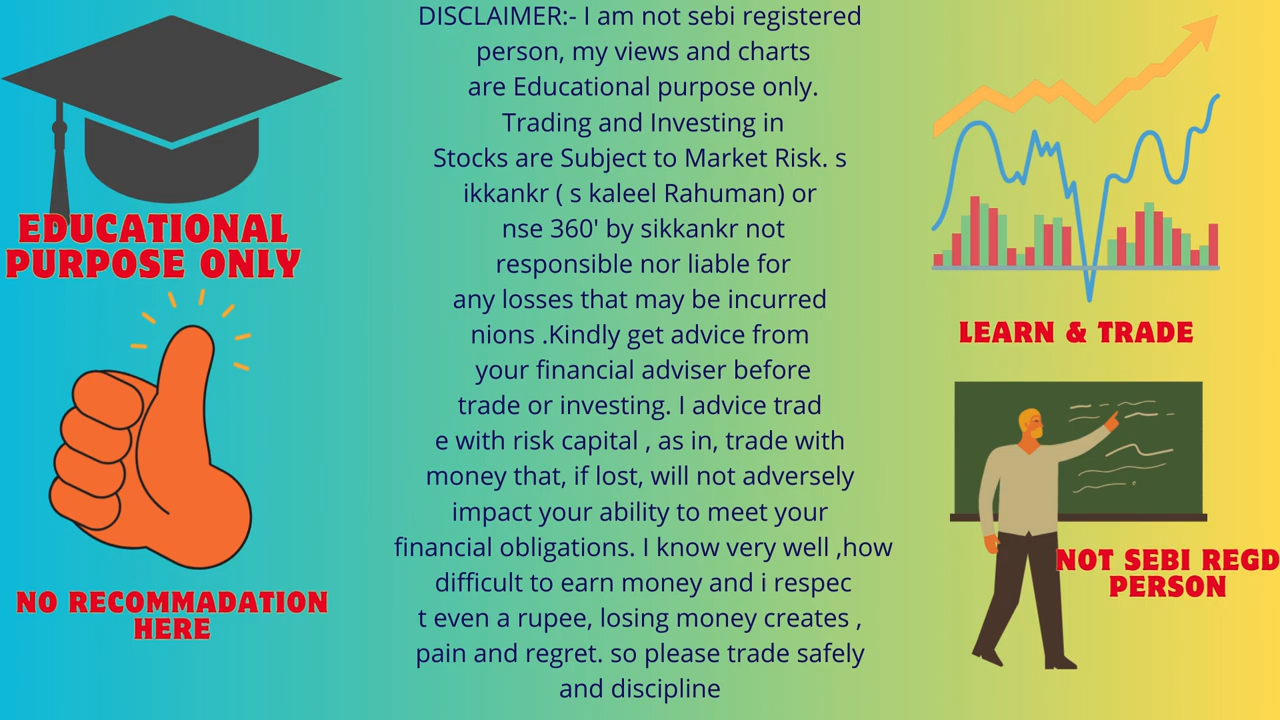 EDUCATIONAL
PURPOSE ONLY
NO RECOMMADATION
HERE
DISCLAIMER:- I am not sebi registered
person, my views and charts
are Educational purpose only.
Trading and Investing in
Stocks are Subject to Market Risk. s
ikkankr ( s kaleel Rahuman) or
nse 360' by sikkankr not
responsible nor liable for
any losses that may be incurred
nions .Kindly get advice from
your financial adviser before
trade or investing. I advice trad
e with risk capital , as in, trade with
money that, if lost, will not adversely
impact your ability to meet your
financial obligations. I know very well ,how
difficult to earn money and i respec
t even a rupee, losing money creates ,
pain and regret. so please trade safely
and discipline
LEARN & TRADE
NOT SEBI REGD
PERSON